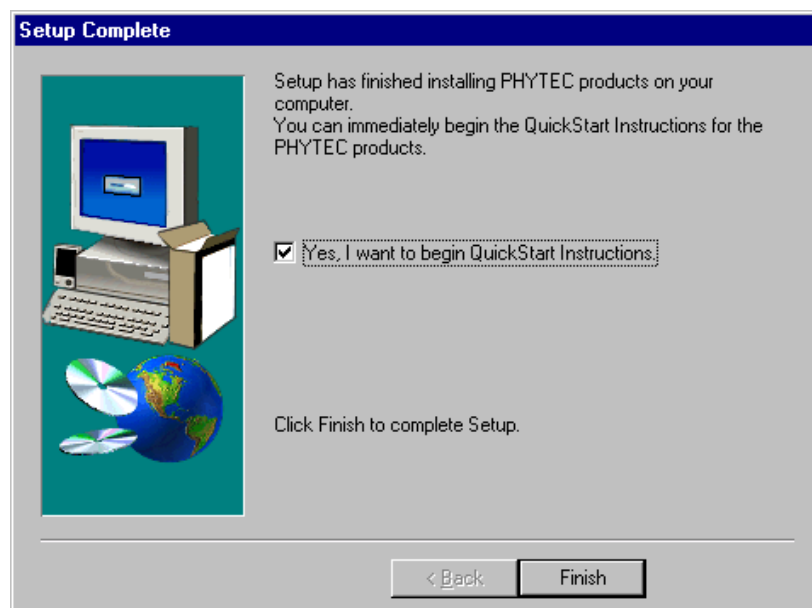 Setup Complete
Setup has finished installing PHYTEC products on your
computer.
You can immediately begin the QuickStart Instructions for the
PHYTEC products.
Yes, I want to begin QuickStart Instructions.
Click Finish to complete Setup.
< Back
Finish